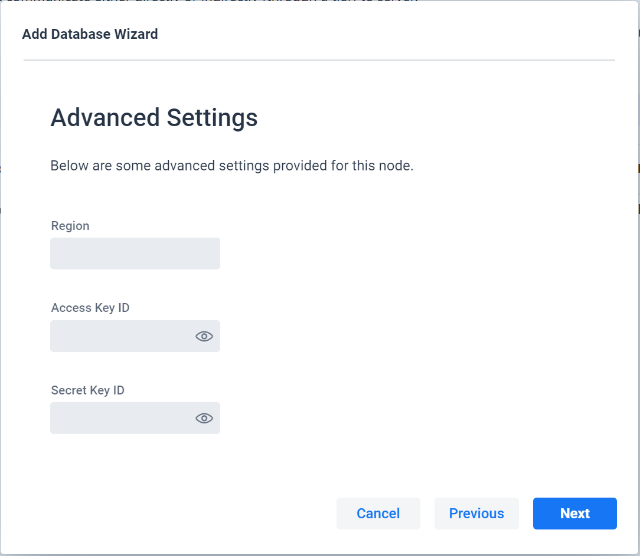 Add Database Wizard
Advanced Settings
Below are some advanced settings provided for this node.
Region
Access Key ID
Secret Key ID
Cancel
Previous
Next